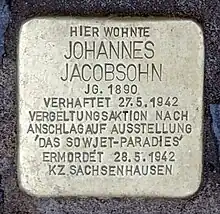 HIER WOHNTE
JOHANNES
JACOBSOHN
JG. 1890
VERHAFTET 27.5.1942
VERGELTUNGSAKTION NACH
ANSCHLAG AUF AUSSTELLUNG
'DAS SOWJET-PARADIES'
ERMORDET 28.5.1942
KZ SACHSENHAUSEN